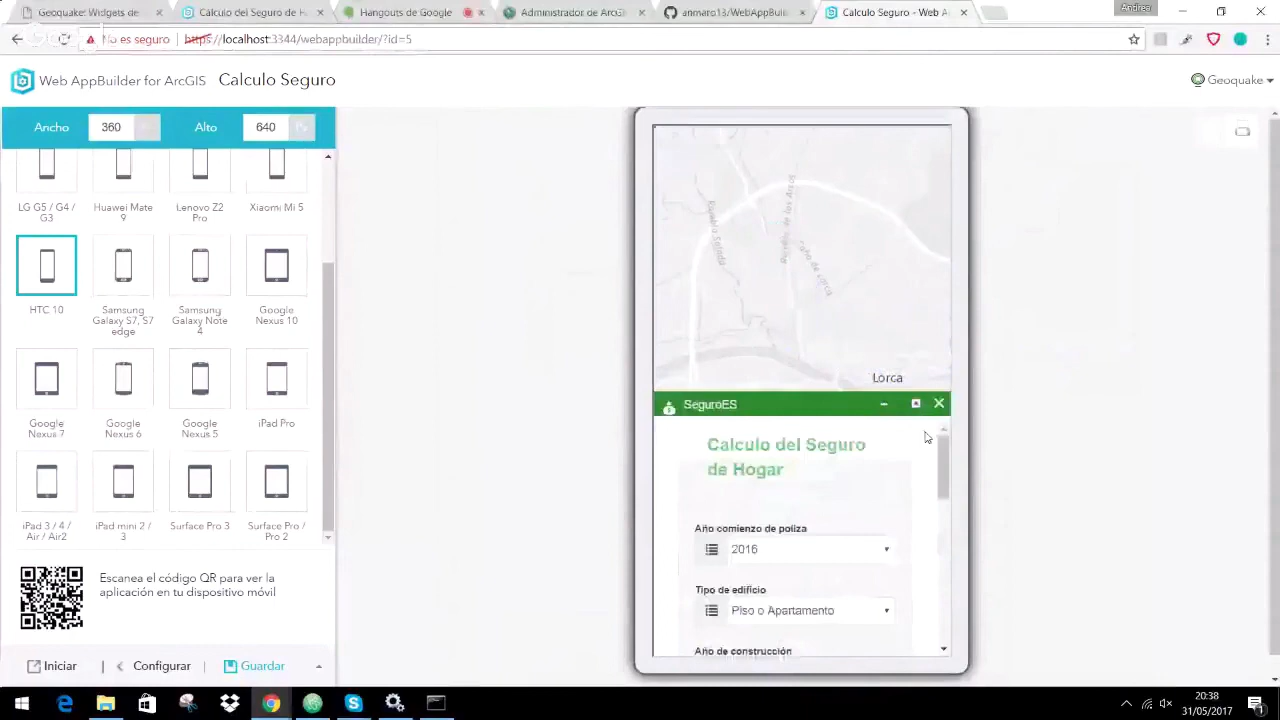 Geoquake: Widgets de
Calculo del Seguro de H
Hangouts de Google
Administrador de ArcG
anmaro13/WebAppBuil
Calculo Seguro - Web A
Andreu
es seguro
https://localhost:3344/webappbuilder/?id=5
Web AppBuilder for ArcGIS Calculo Seguro
Geoquake
Ancho 360 Alto 640
LG G5 / G4 /
G3
Huawei Mate
9
Lenovo Z2
Pro
Xiaomi Mi 5
HTC 10
Samsung
Galaxy S7, S7
edge
Samsung
Galaxy Note
4
Google
Nexus 10
Google
Nexus 7
Google
Nexus 6
Google
Nexus 5
iPad Pro
iPad 3 / 4 /
Air / Air2
iPad mini 2 /
3
Surface Pro 3
Surface Pro /
Pro 2
Escanea el código QR para ver la
aplicación en tu dispositivo móvil
Iniciar | Configurar | Guardar
Lorca
SeguroES
Calculo del Seguro
de Hogar
Año comienzo de poliza
2016
Tipo de edificio
Piso o Apartamento
Año de construcción
20:38
31/05/2017